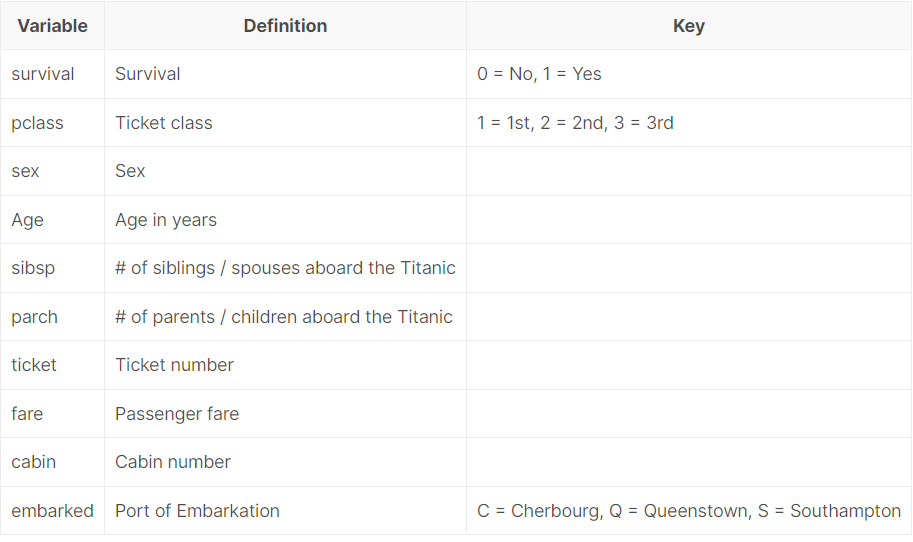 Variable Definition Key
survival Survival 0 = No, 1 = Yes
pclass Ticket class 1 = 1st, 2 = 2nd, 3 = 3rd
sex Sex
Age Age in years
sibsp # of siblings / spouses aboard the Titanic
parch # of parents / children aboard the Titanic
ticket Ticket number
fare Passenger fare
cabin Cabin number
embarked Port of Embarkation C = Cherbourg, Q = Queenstown, S = Southampton